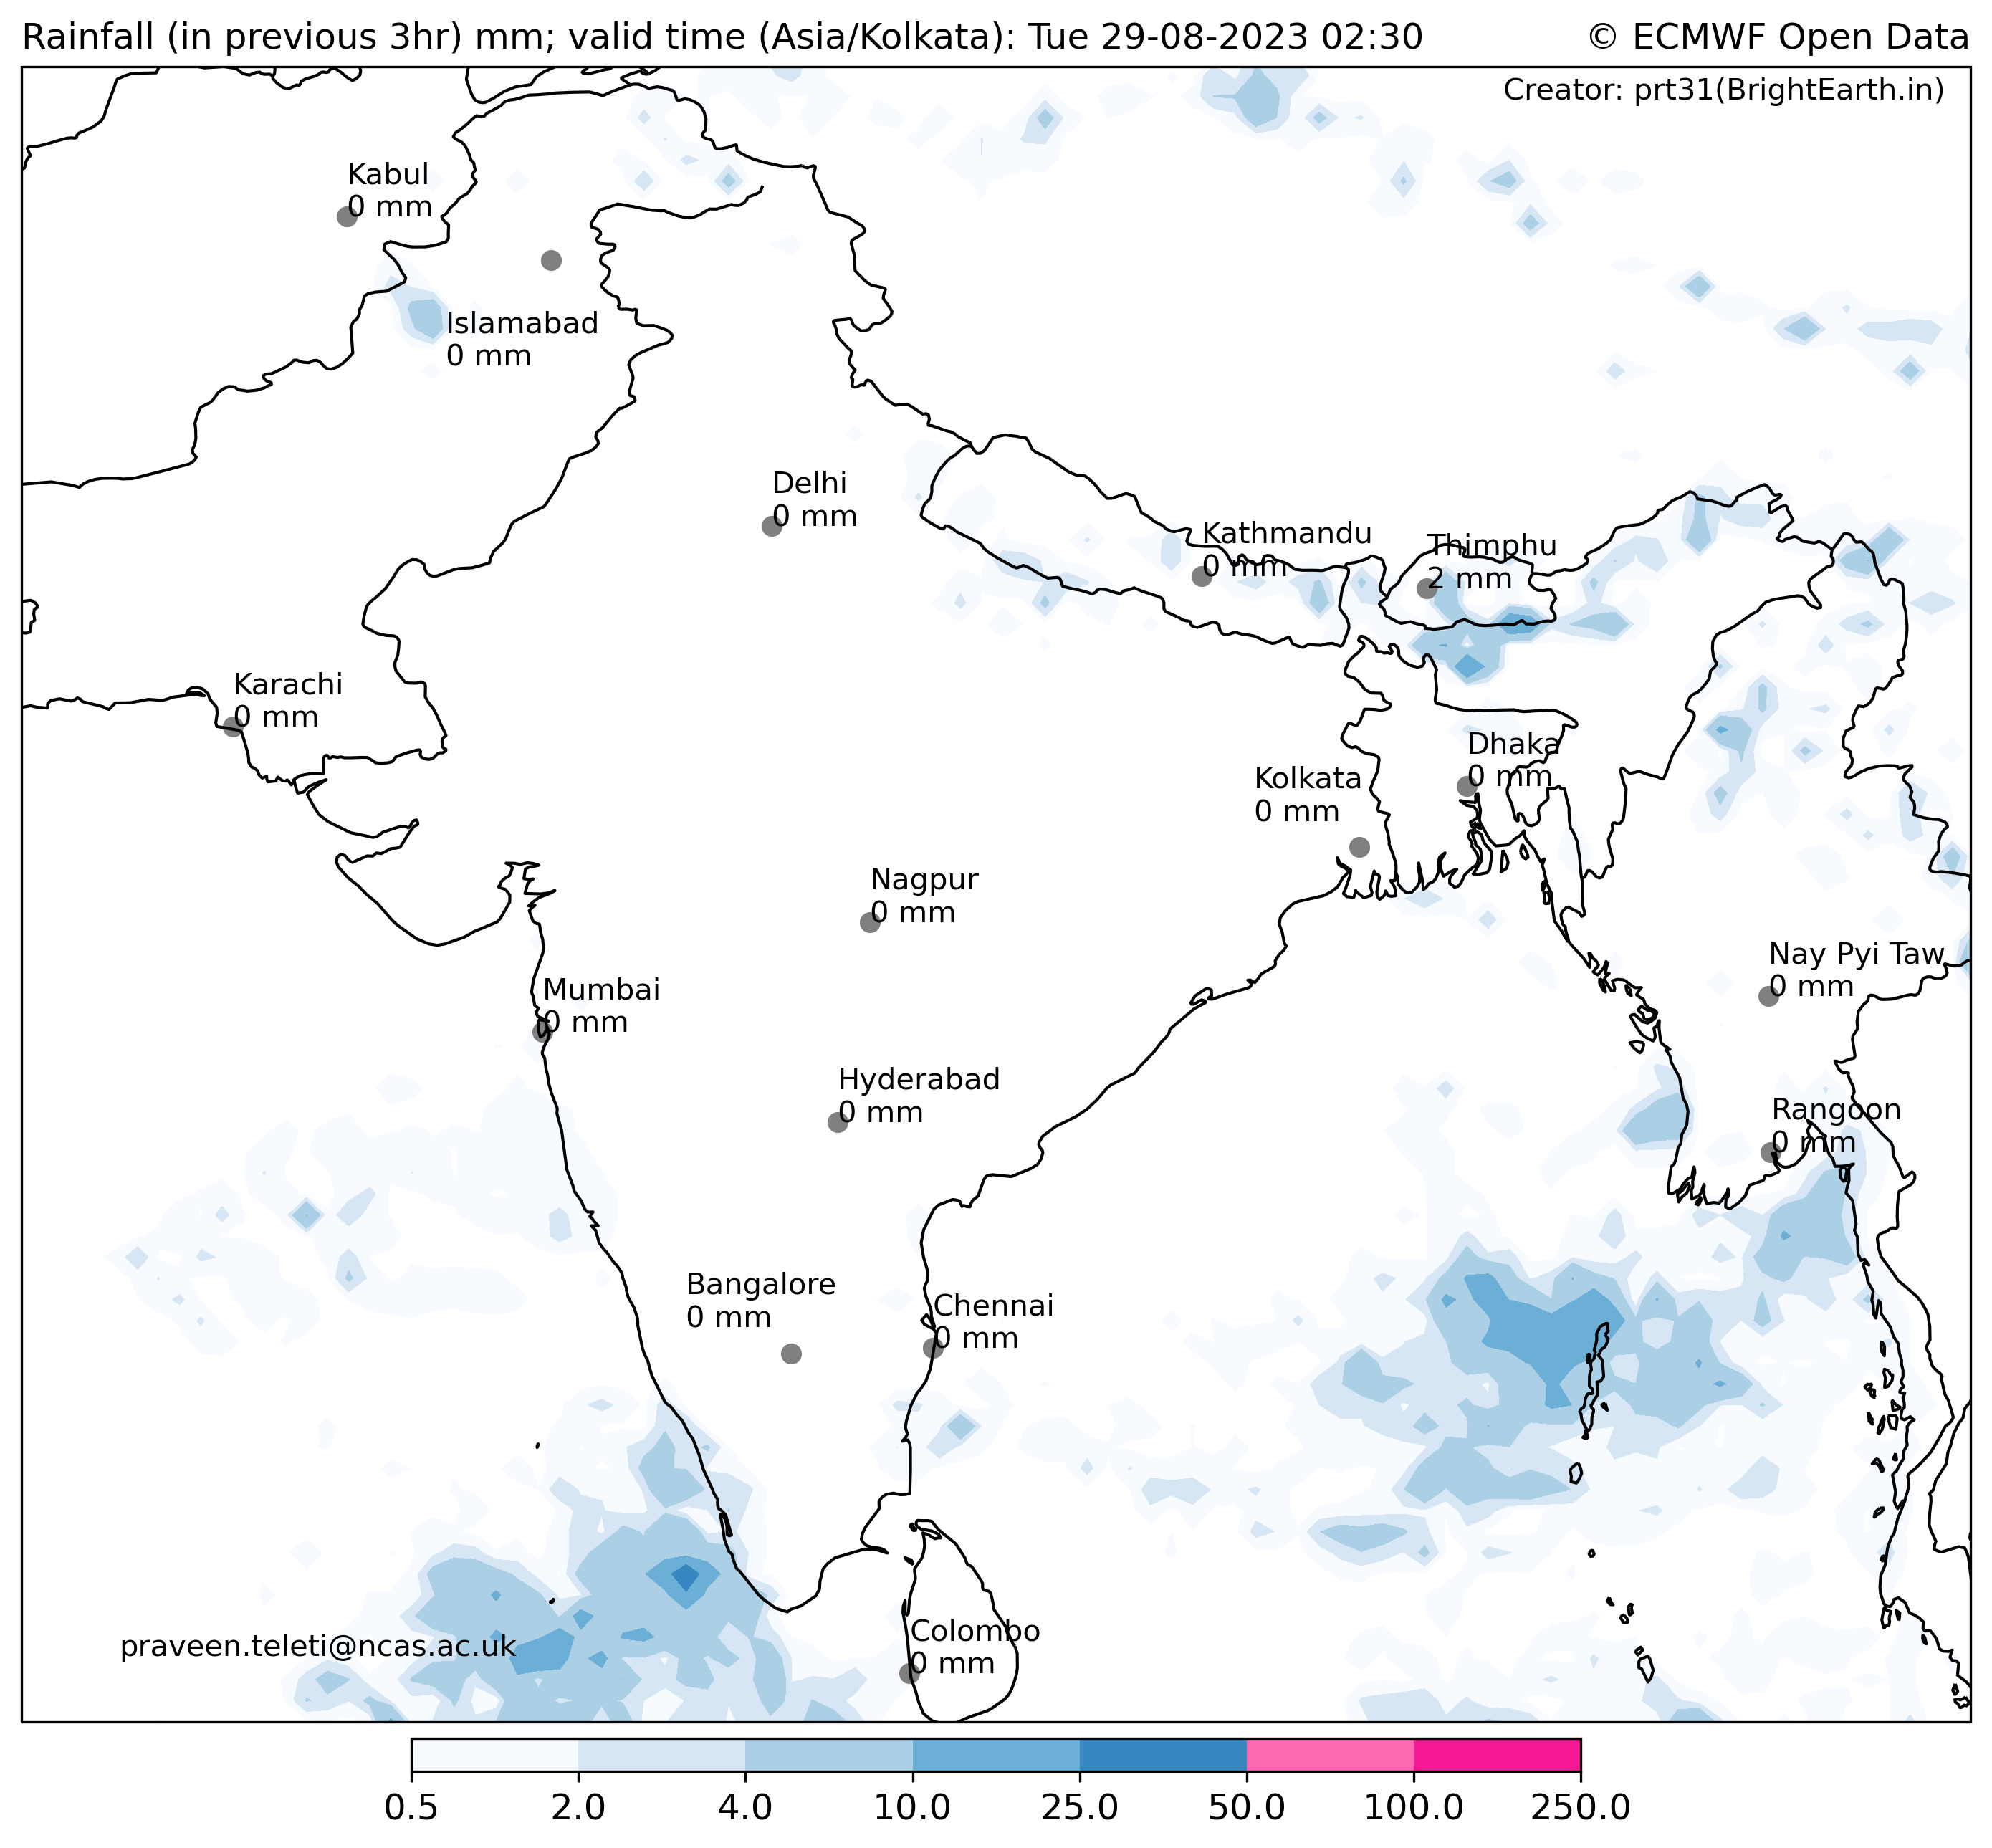 Rainfall (in previous 3hr) mm; valid time (Asia/Kolkata): Tue 29-08-2023 02:30
© ECMWF Open Data
Creator: prt31(BrightEarth.in)
Kabul
0 mm
Islamabad
0 mm
Delhi
0 mm
Kathmandu
0 mm
Thimphu
2 mm
Karachi
0 mm
Dhaka
0 mm
Kolkata
0 mm
Nagpur
0 mm
Nay Pyi Taw
0 mm
Mumbai
0 mm
Hyderabad
0 mm
Rangoon
0 mm
Bangalore
0 mm
Chennai
0 mm
Colombo
0 mm
praveen.teleti@ncas.ac.uk
0.5 2.0 4.0 10.0 25.0 50.0 100.0 250.0